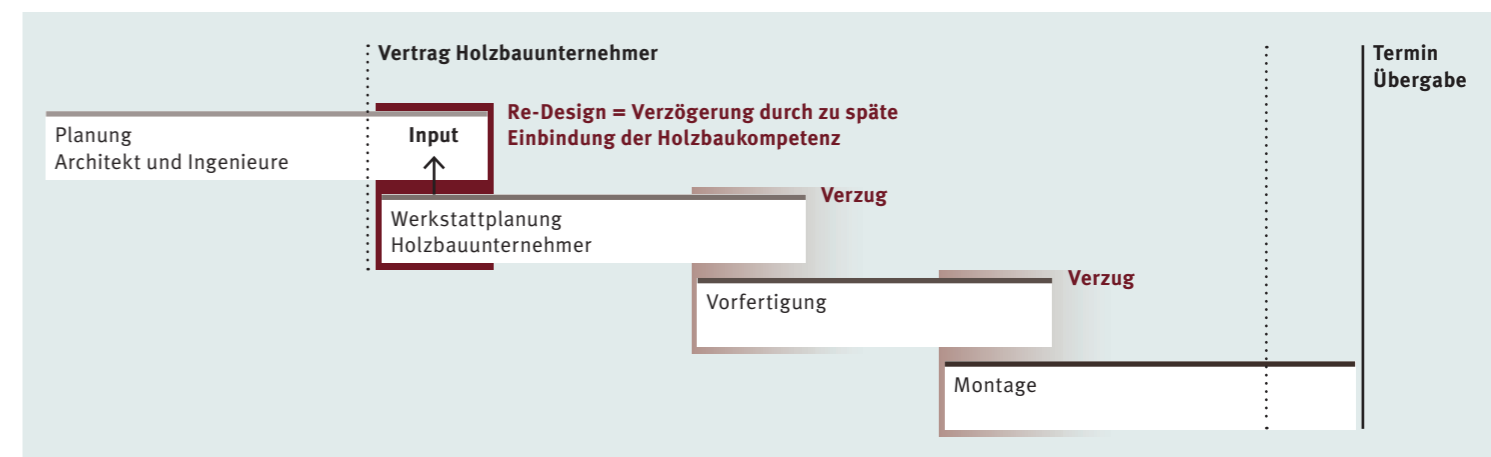 Vertrag Holzbauunternehmer
Termin
Übergabe
Re-Design = Verzögerung durch zu späte
Einbindung der Holzbaukompetenz
Planung
Architekt und Ingenieure
Input
Verzug
Werkstattplanung
Holzbauunternehmer
Verzug
Vorfertigung
Montage